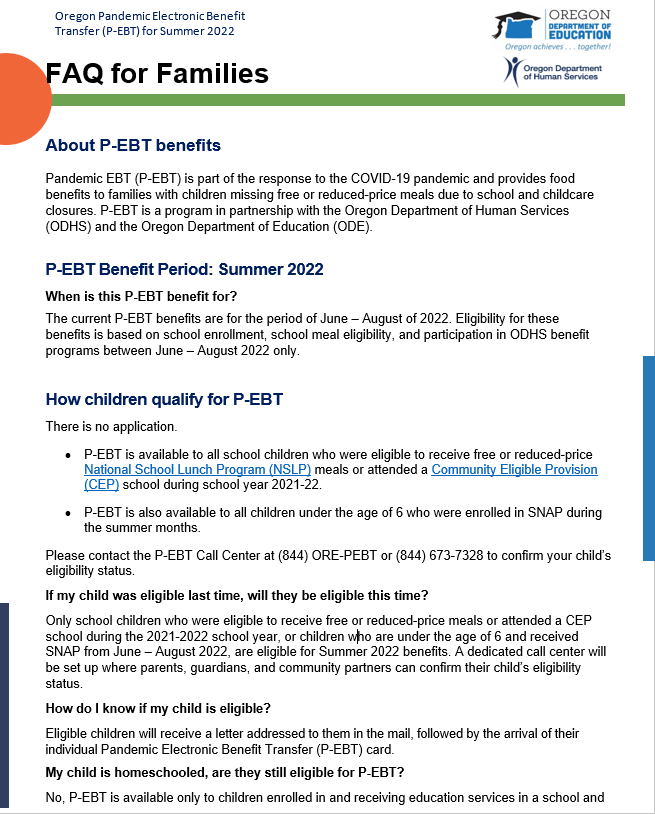 Oregon Pandemic Electronic Benefit
Transfer (P-EBT) for Summer 2022
OREGON
DEPARTMENT OF
EDUCATION
Oregon achieves . . . together!
Oregon Department
of Human Services
FAQ for Families
About P-EBT benefits
Pandemic EBT (P-EBT) is part of the response to the COVID-19 pandemic and provides food
benefits to families with children missing free or reduced-price meals due to school and childcare
closures. P-EBT is a program in partnership with the Oregon Department of Human Services
(ODHS) and the Oregon Department of Education (ODE).
P-EBT Benefit Period: Summer 2022
When is this P-EBT benefit for?
The current P-EBT benefits are for the period of June – August of 2022. Eligibility for these
benefits is based on school enrollment, school meal eligibility, and participation in ODHS benefit
programs between June – August 2022 only.
How children qualify for P-EBT
There is no application.
• P-EBT is available to all school children who were eligible to receive free or reduced-price
National School Lunch Program (NSLP) meals or attended a Community Eligible Provision
(CEP) school during school year 2021-22.
• P-EBT is also available to all children under the age of 6 who were enrolled in SNAP during
the summer months.
Please contact the P-EBT Call Center at (844) ORE-PEBT or (844) 673-7328 to confirm your child’s
eligibility status.
If my child was eligible last time, will they be eligible this time?
Only school children who were eligible to receive free or reduced-price meals or attended a CEP
school during the 2021-2022 school year, or children who are under the age of 6 and received
SNAP from June – August 2022, are eligible for Summer 2022 benefits. A dedicated call center will
be set up where parents, guardians, and community partners can confirm their child’s eligibility
status.
How do I know if my child is eligible?
Eligible children will receive a letter addressed to them in the mail, followed by the arrival of their
individual Pandemic Electronic Benefit Transfer (P-EBT) card.
My child is homeschooled, are they still eligible for P-EBT?
No, P-EBT is available only to children enrolled in and receiving education services in a school and